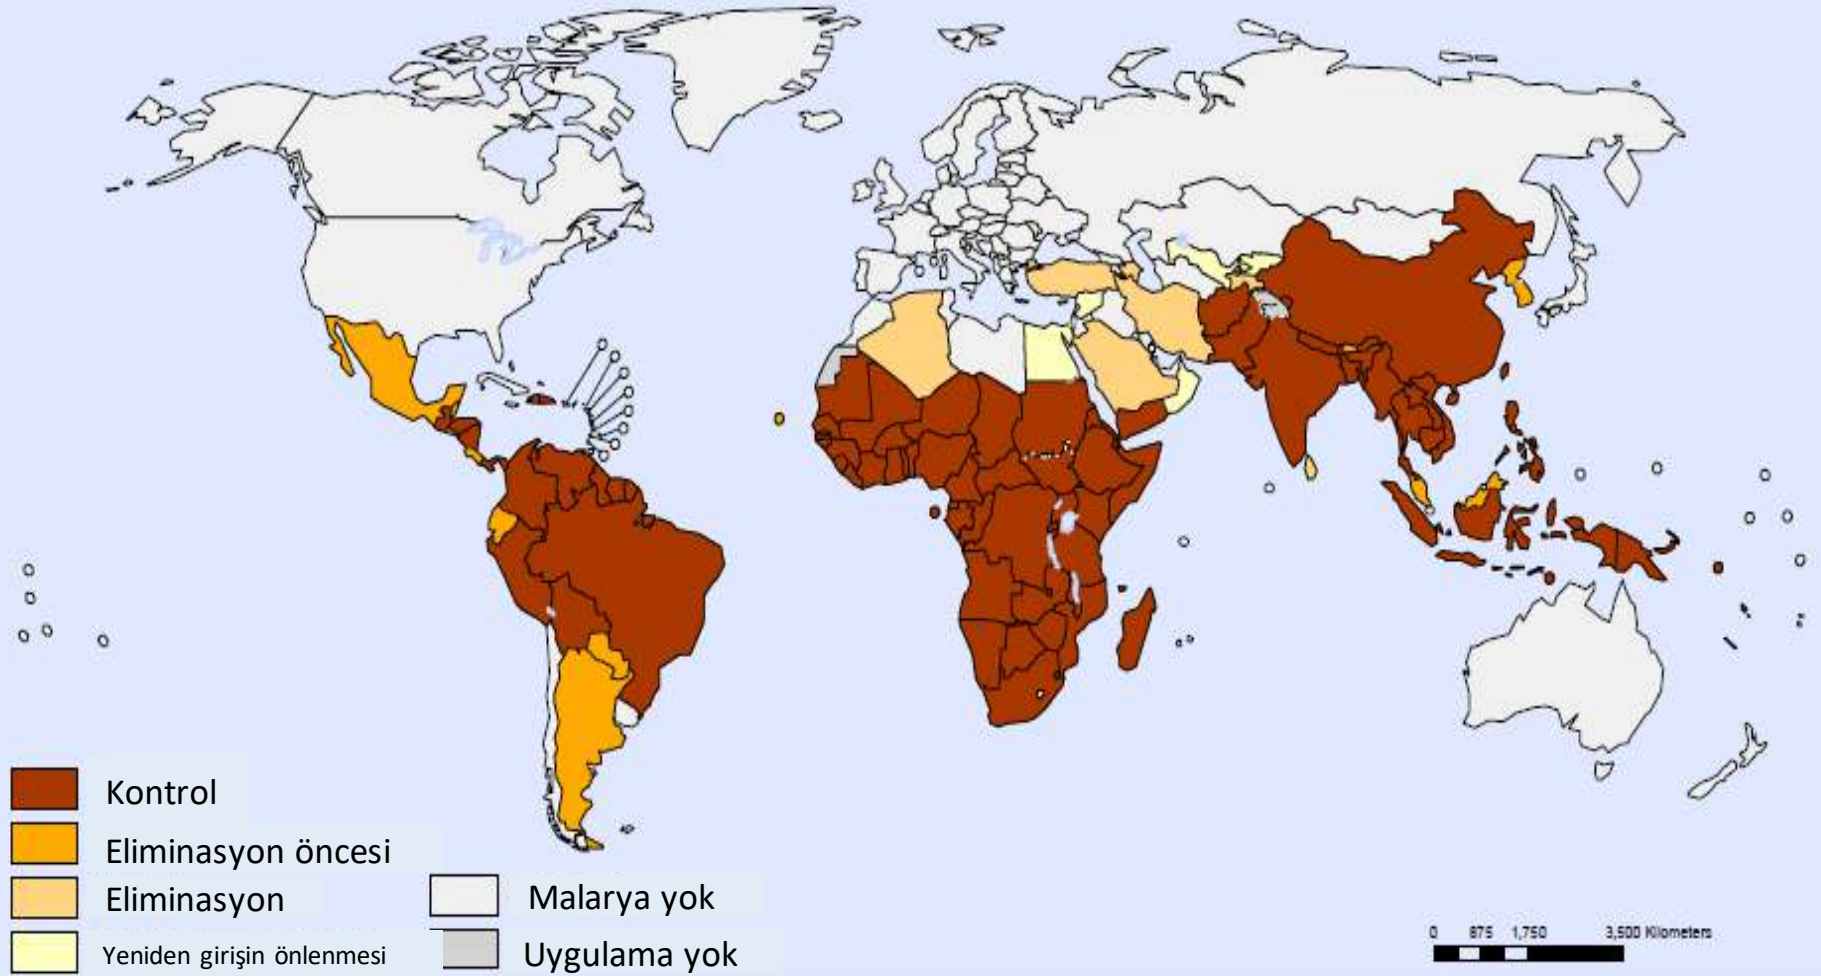 Kontrol
Eliminasyon öncesi
Eliminasyon
Yeniden girişin önlenmesi
Malarya yok
Uygulama yok
0 875 1,750 3,500 Kilometers